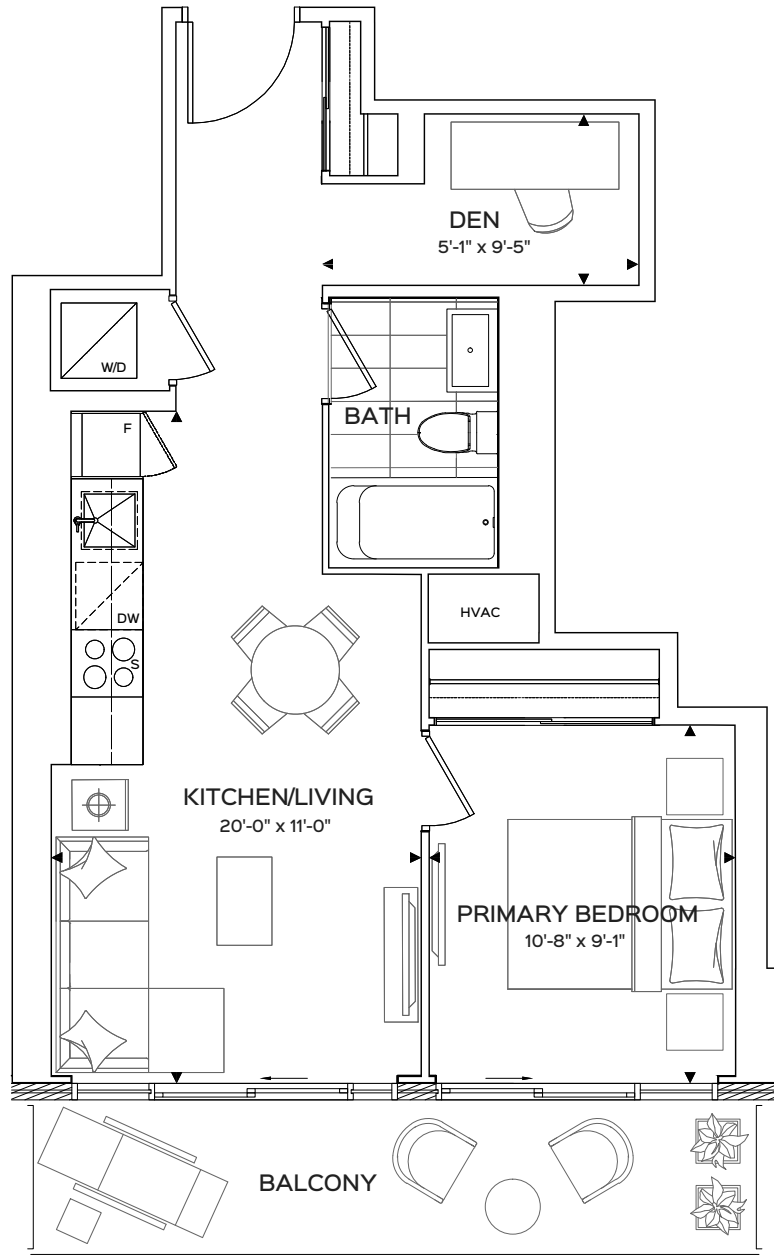 DEN
5'-1" x 9'-5"
W/D
F
BATH
DW
HVAC
S
KITCHEN/LIVING
20'-0" x 11'-0"
PRIMARY BEDROOM
10'-8" x 9'-1"
BALCONY